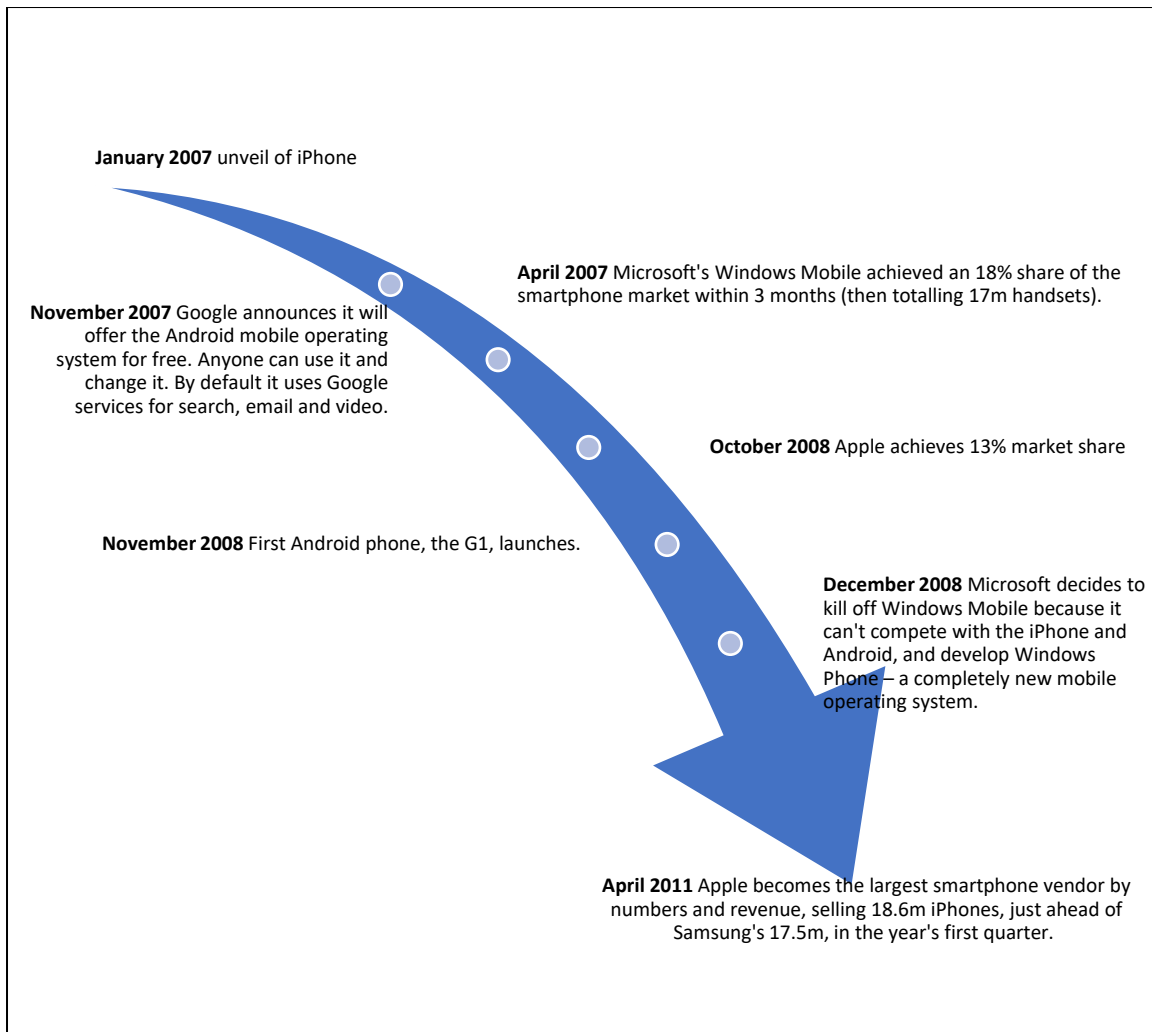 January 2007 unveil of iPhone
April 2007 Microsoft's Windows Mobile achieved an 18% share of the
smartphone market within 3 months (then totalling 17m handsets).
November 2007 Google announces it will
offer the Android mobile operating
system for free. Anyone can use it and
change it. By default it uses Google
services for search, email and video.
October 2008 Apple achieves 13% market share
November 2008 First Android phone, the G1, launches.
December 2008 Microsoft decides to
kill off Windows Mobile because it
can't compete with the iPhone and
Android, and develop Windows
Phone – a completely new mobile
operating system.
April 2011 Apple becomes the largest smartphone vendor by
numbers and revenue, selling 18.6m iPhones, just ahead of
Samsung's 17.5m, in the year's first quarter.